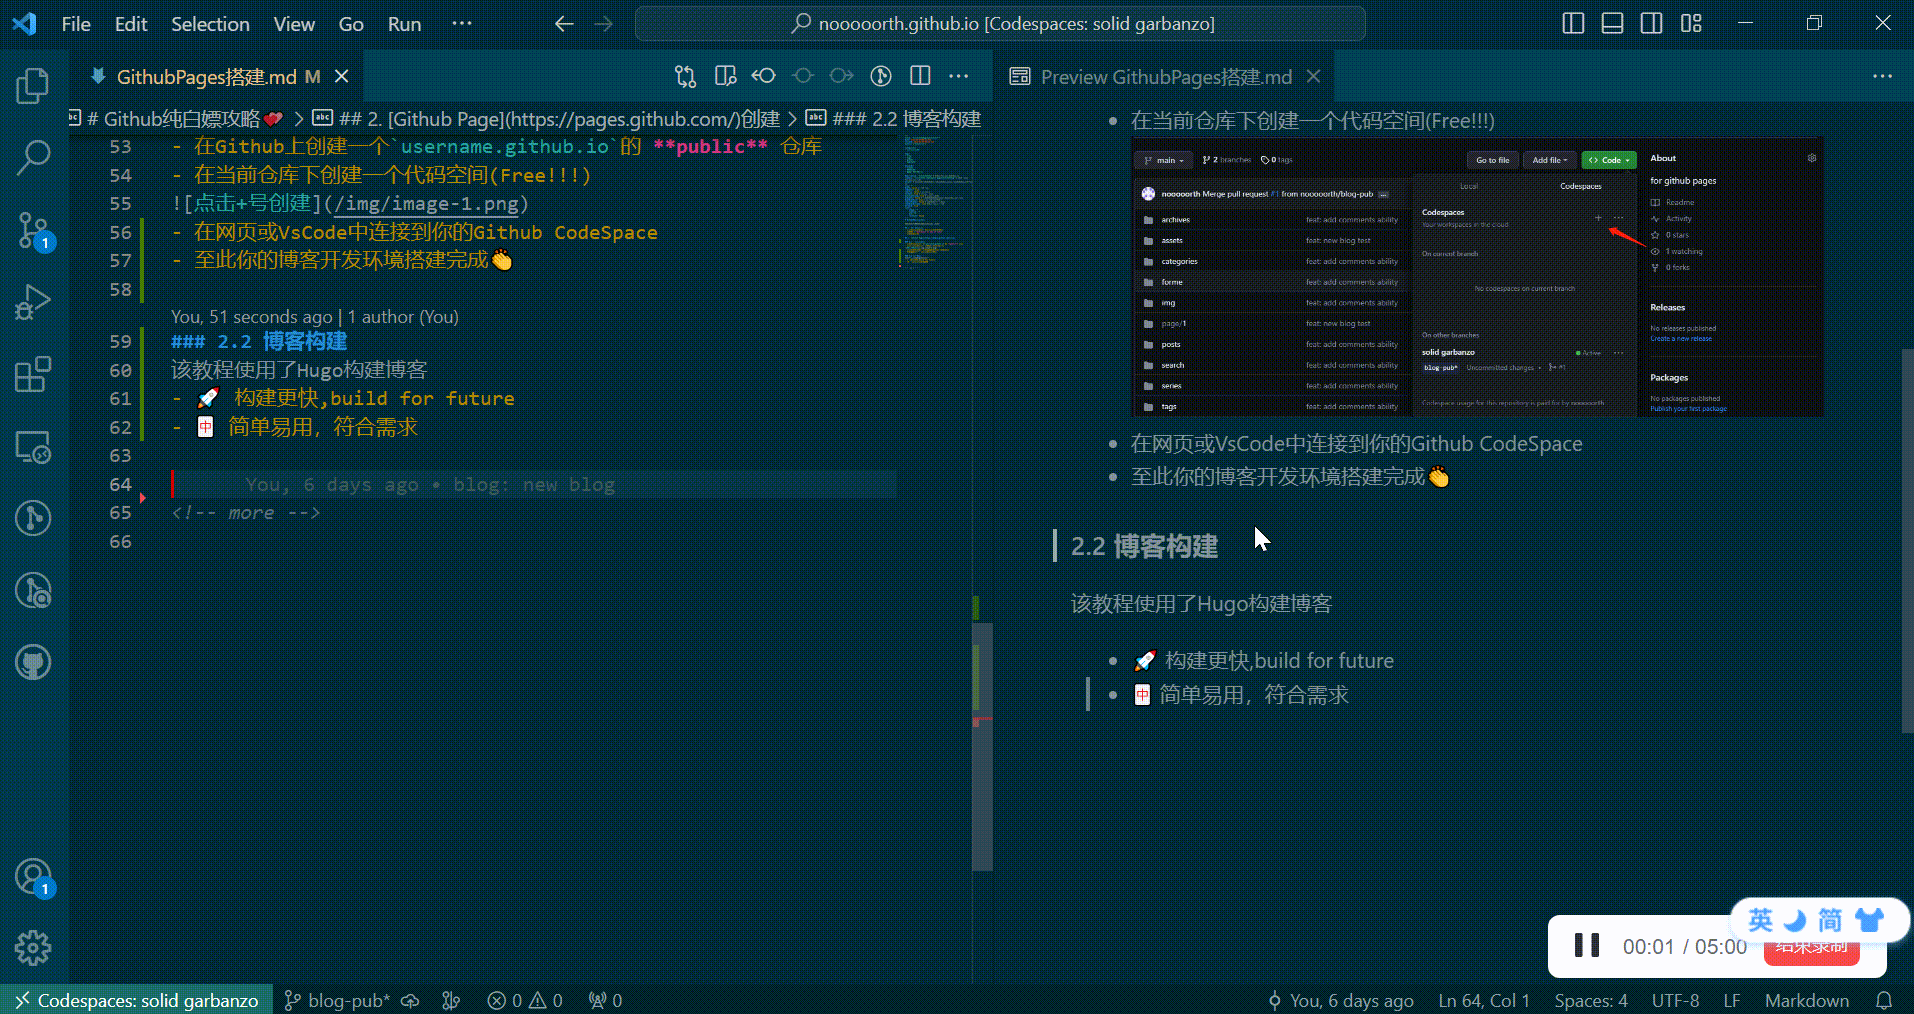 File Edit Selection View Go Run ···
nooooorth.github.io [Codespaces: solid garbanzo]
GithubPages搭建.md M
Preview GithubPages搭建.md
# Github纯白嫖攻略💕 > ## 2. [Github Page](https://pages.github.com/)创建 > ### 2.2 博客构建
53 - 在Github上创建一个`username.github.io`的 **public** 仓库
54 - 在当前仓库下创建一个代码空间(Free!!!)
55 ![点击+号创建](/img/image-1.png)
56 - 在网页或VsCode中连接到你的Github CodeSpace
57 - 至此你的博客开发环境搭建完成👏
58
You, 51 seconds ago | 1 author (You)
59 ### 2.2 博客构建
60 该教程使用了Hugo构建博客
61 - 🚀 构建更快,build for future
62 - 🀄 简单易用，符合需求
63
64 You, 6 days ago • blog: new blog
65 <!-- more -->
66
在当前仓库下创建一个代码空间(Free!!!)
main 2 branches 0 tags Go to file Add file Code
nooooorth Merge pull request #1 from nooooorth/blog-pub ...
archives feat: add comments ability
assets feat: new blog test
categories feat: add comments ability
forme feat: add comments ability
img feat: add comments ability
page/1 feat: new blog test
posts feat: add comments ability
search feat: add comments ability
series feat: add comments ability
tags feat: add comments ability
Local Codespaces
Codespaces
Your workspaces in the cloud
On current branch
No codespaces on current branch
On other branches
solid garbanzo Active
blog-pub* Uncommitted changes #1
Codespace usage for this repository is paid for by nooooorth
About
for github pages
Readme
Activity
0 stars
1 watching
0 forks
Releases
No releases published
Create a new release
Packages
No packages published
Publish your first package
在网页或VsCode中连接到你的Github CodeSpace
至此你的博客开发环境搭建完成👏
2.2 博客构建
该教程使用了Hugo构建博客
🚀 构建更快,build for future
🀄 简单易用，符合需求
1
1
英 简
00:01 / 05:00 结束录制
Codespaces: solid garbanzo blog-pub* 0 0 0
You, 6 days ago Ln 64, Col 1 Spaces: 4 UTF-8 LF Markdown